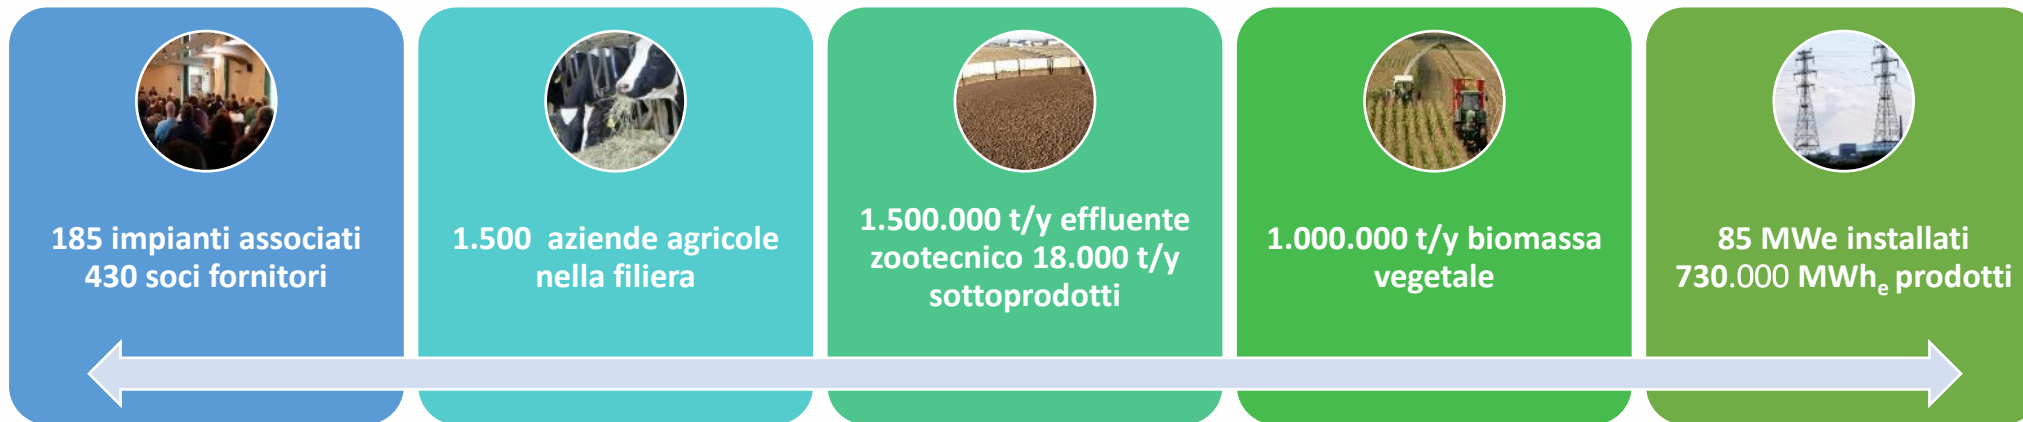 185 impianti associati
430 soci fornitori
1.500 aziende agricole
nella filiera
1.500.000 t/y effluente
zootecnico 18.000 t/y
sottoprodotti
1.000.000 t/y biomassa
vegetale
85 MWe installati
730.000 MWhe prodotti